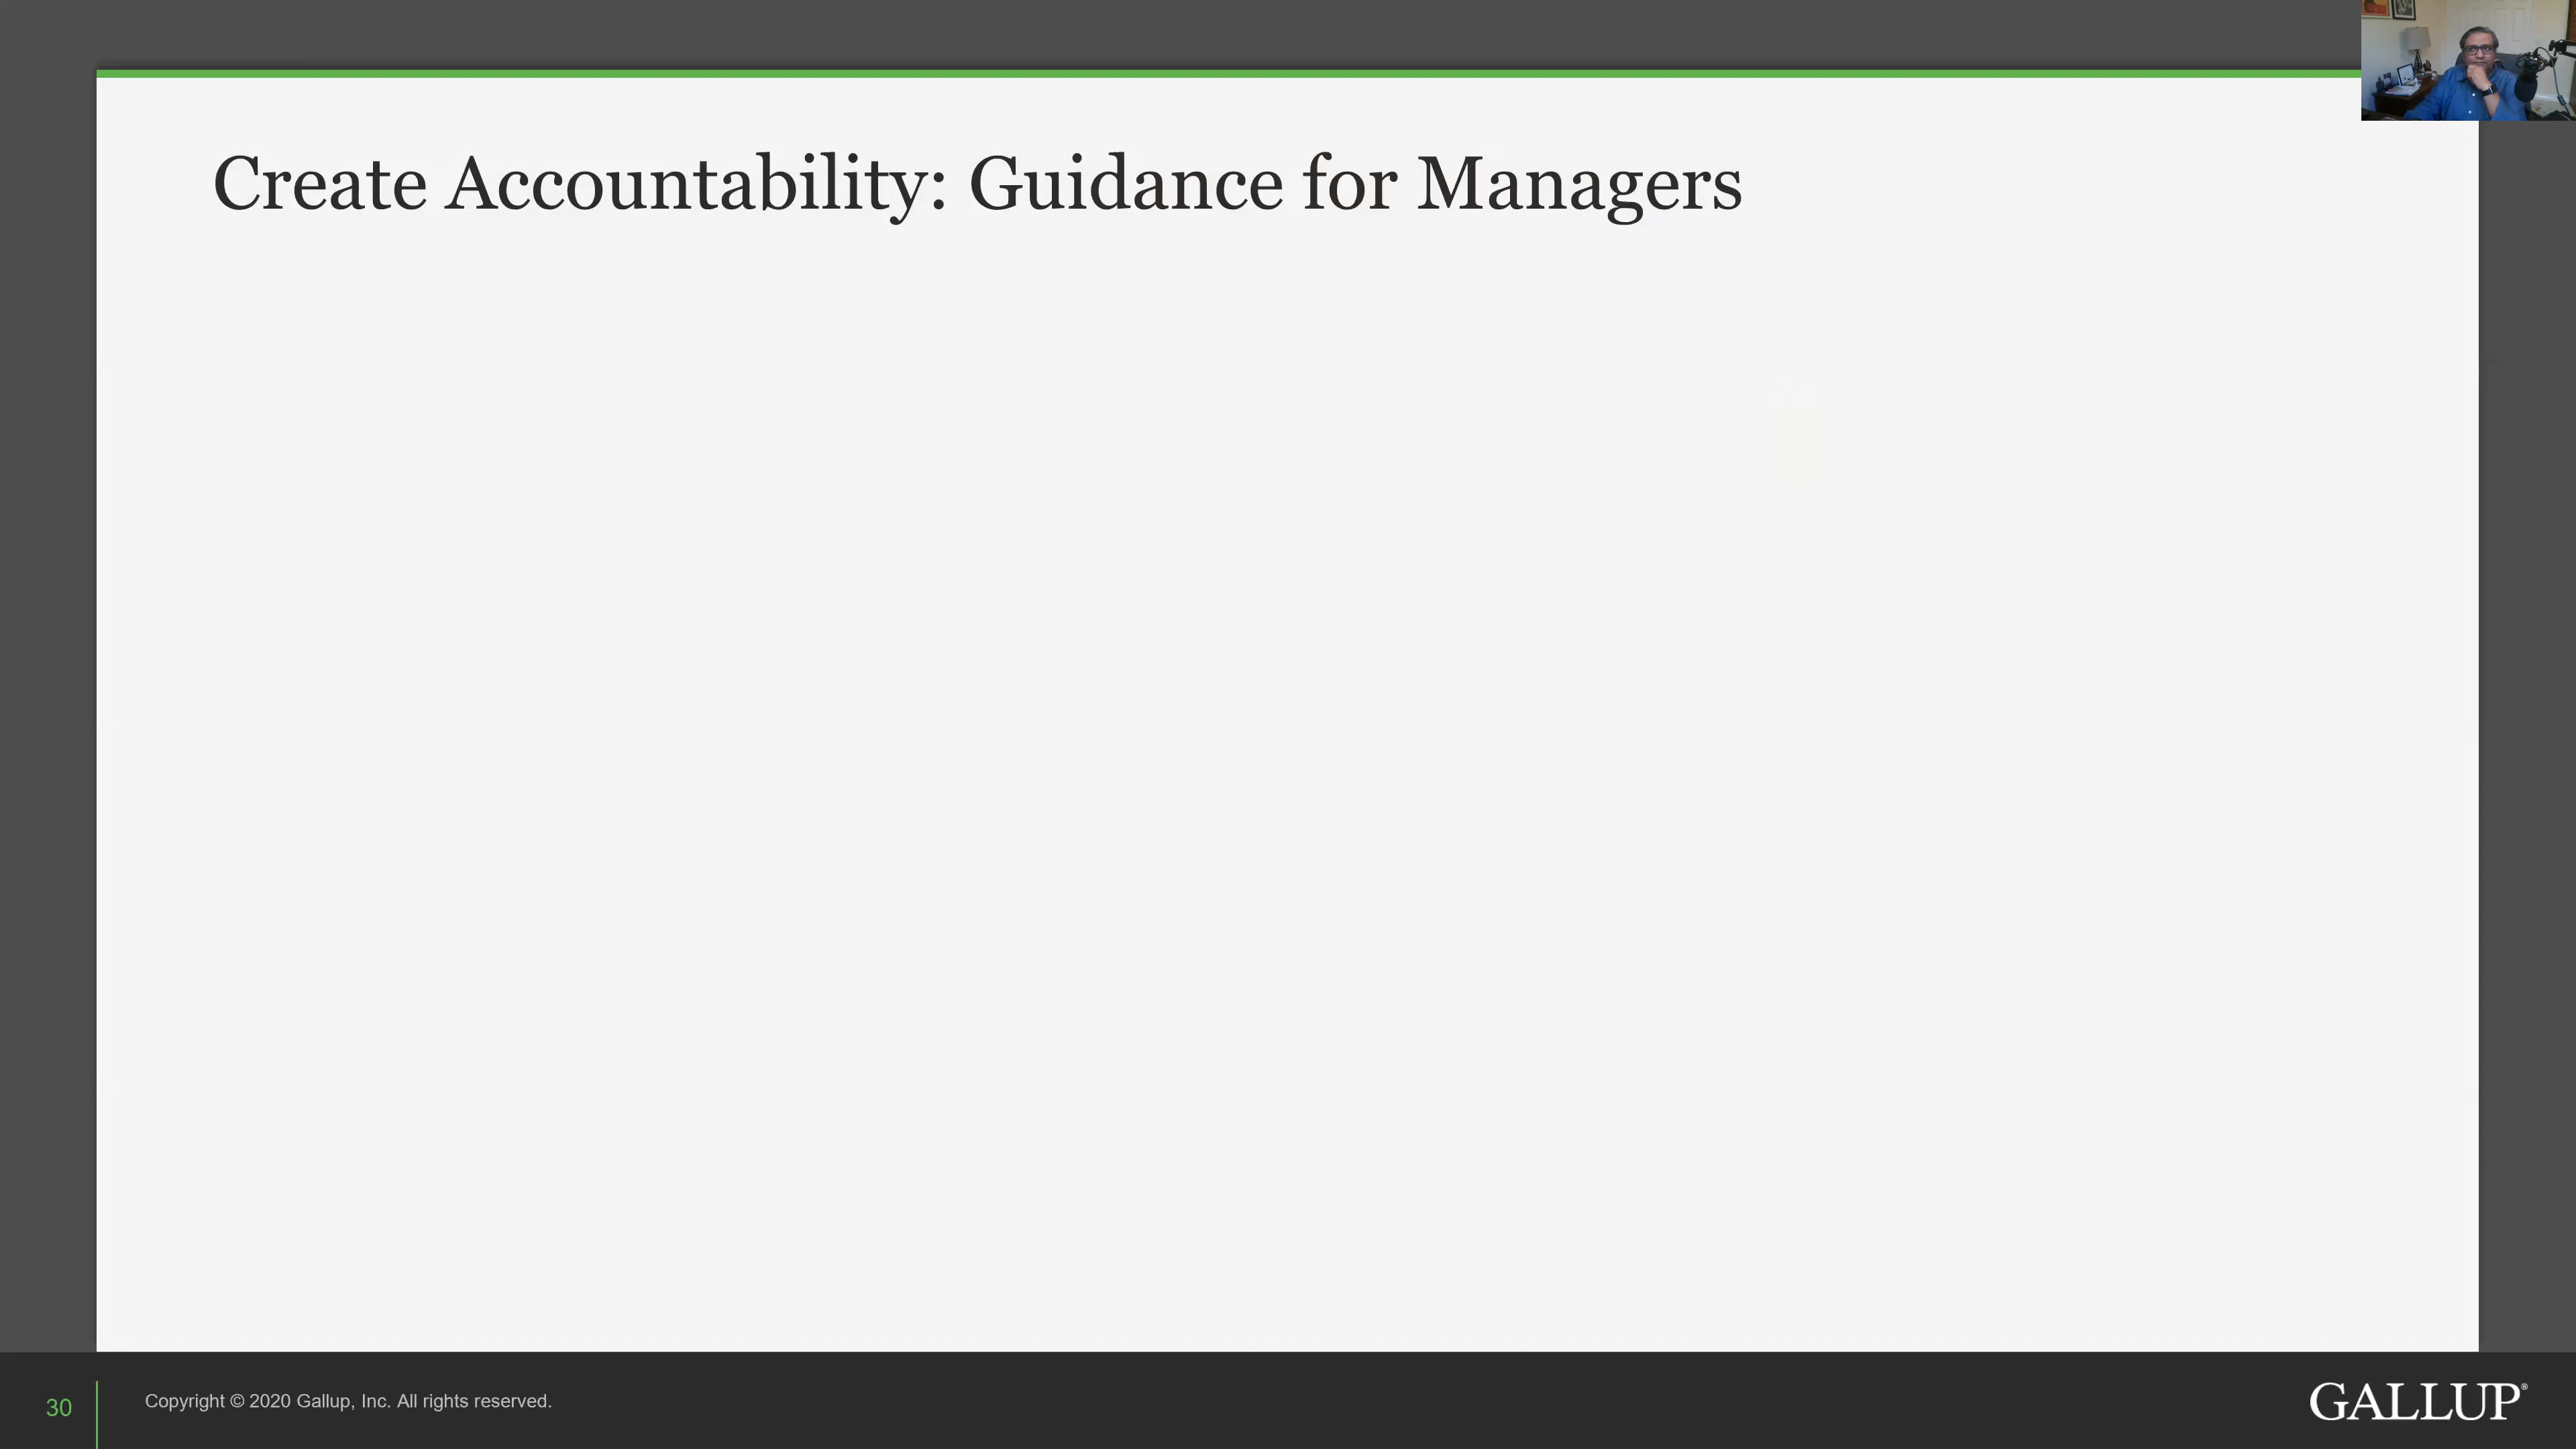 Create Accountability: Guidance for Managers
30
Copyright © 2020 Gallup, Inc. All rights reserved.
GALLUP®